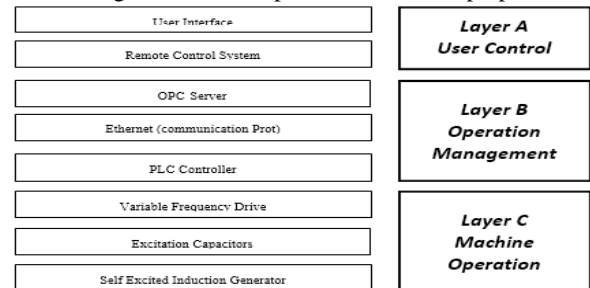 User Interface
Remote Control System
OPC Server
Ethernet (communication Prot)
PLC Controller
Variable Frequency Drive
Excitation Capacitors
Self Excited Induction Generator
Layer A
User Control
Layer B
Operation
Management
Layer C
Machine
Operation